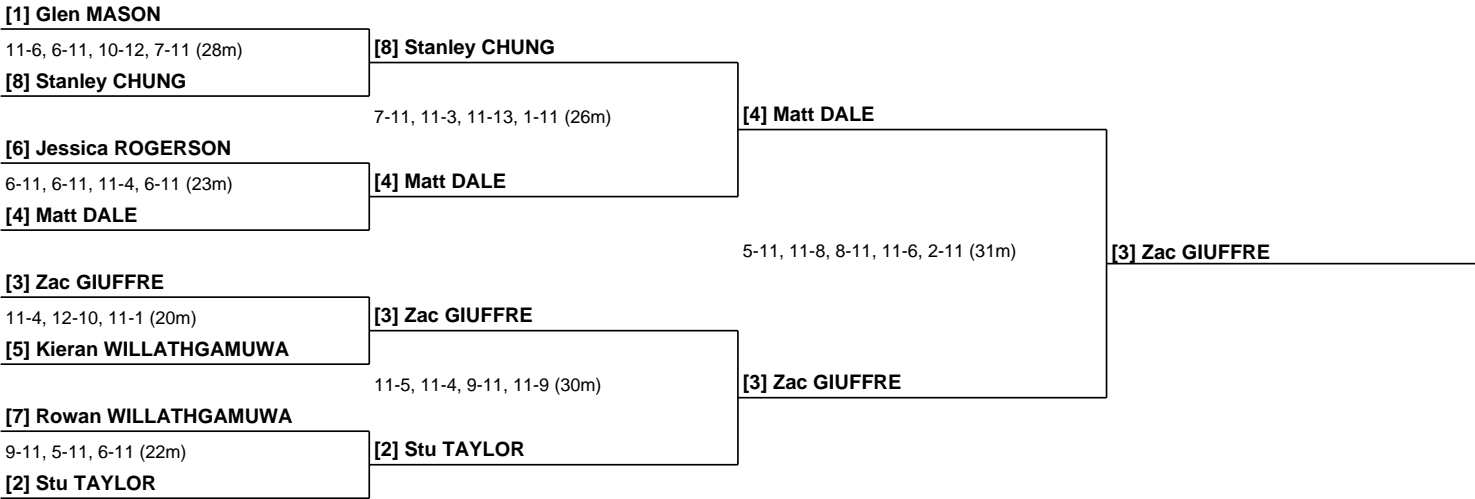 [1] Glen MASON
11-6, 6-11, 10-12, 7-11 (28m)
[8] Stanley CHUNG
[8] Stanley CHUNG
7-11, 11-3, 11-13, 1-11 (26m)
[4] Matt DALE
[6] Jessica ROGERSON
6-11, 6-11, 11-4, 6-11 (23m)
[4] Matt DALE
[4] Matt DALE
5-11, 11-8, 8-11, 11-6, 2-11 (31m)
[3] Zac GIUFFRE
[3] Zac GIUFFRE
11-4, 12-10, 11-1 (20m)
[3] Zac GIUFFRE
[5] Kieran WILLATHGAMUWA
11-5, 11-4, 9-11, 11-9 (30m)
[3] Zac GIUFFRE
[7] Rowan WILLATHGAMUWA
9-11, 5-11, 6-11 (22m)
[2] Stu TAYLOR
[2] Stu TAYLOR